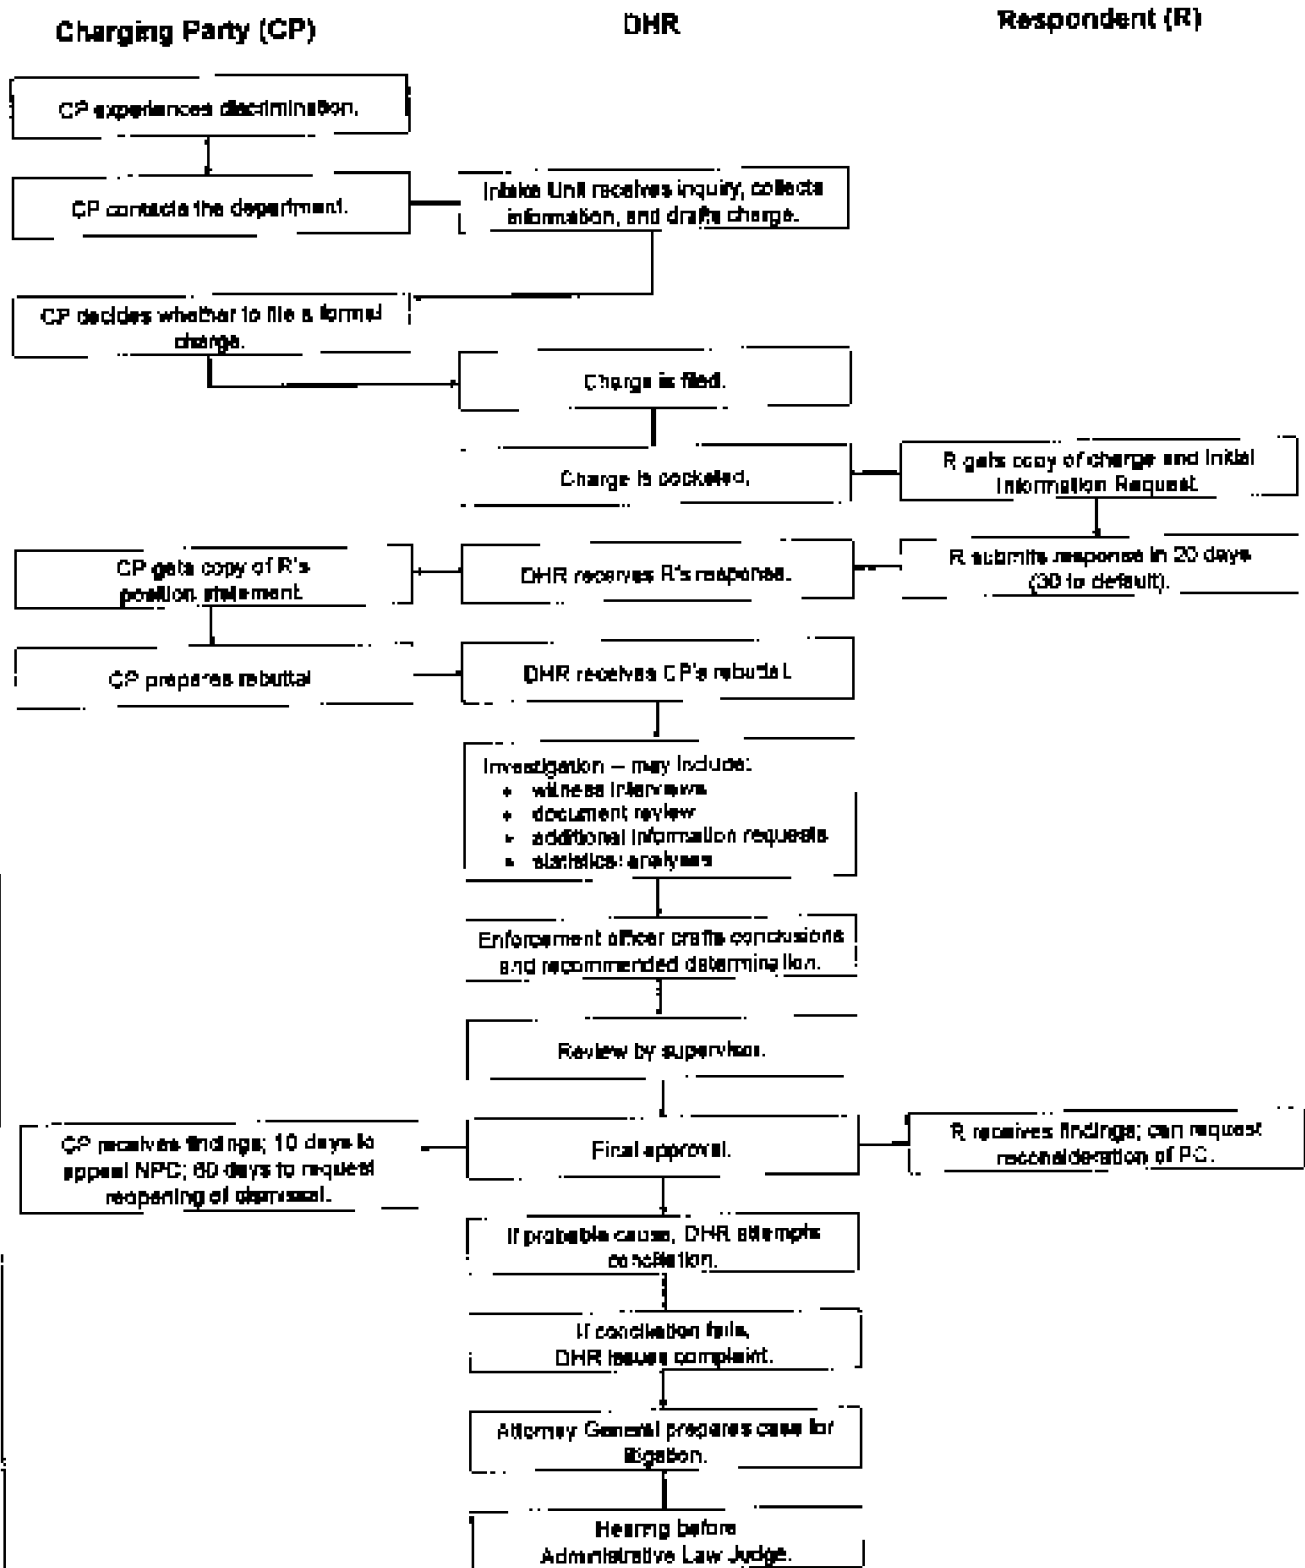 Charging Party (CP)
DHR
Respondent (R)
CP experiences discrimination.
CP contacts the department.
Intake Unit receives inquiry, collects
information, and drafts charge.
CP decides whether to file a formal
charge.
Charge is filed.
Charge is docketed.
R gets copy of charge and Initial
Information Request.
R submits response in 20 days
(30 to default).
DHR receives R's response.
CP gets copy of R's
position statement.
CP prepares rebuttal
DHR receives CP's rebuttal.
Investigation – may include:
• witness interviews
• document review
• additional information requests
• statistical analyses
Enforcement officer crafts conclusions
and recommended determination.
Review by supervisor.
Final approval.
CP receives findings; 10 days to
appeal NPC; 60 days to request
reopening of dismissal.
R receives findings; can request
reconsideration of PC.
If probable cause, DHR attempts
conciliation.
If conciliation fails,
DHR issues complaint.
Attorney General prepares case for
litigation.
Hearing before
Administrative Law Judge.